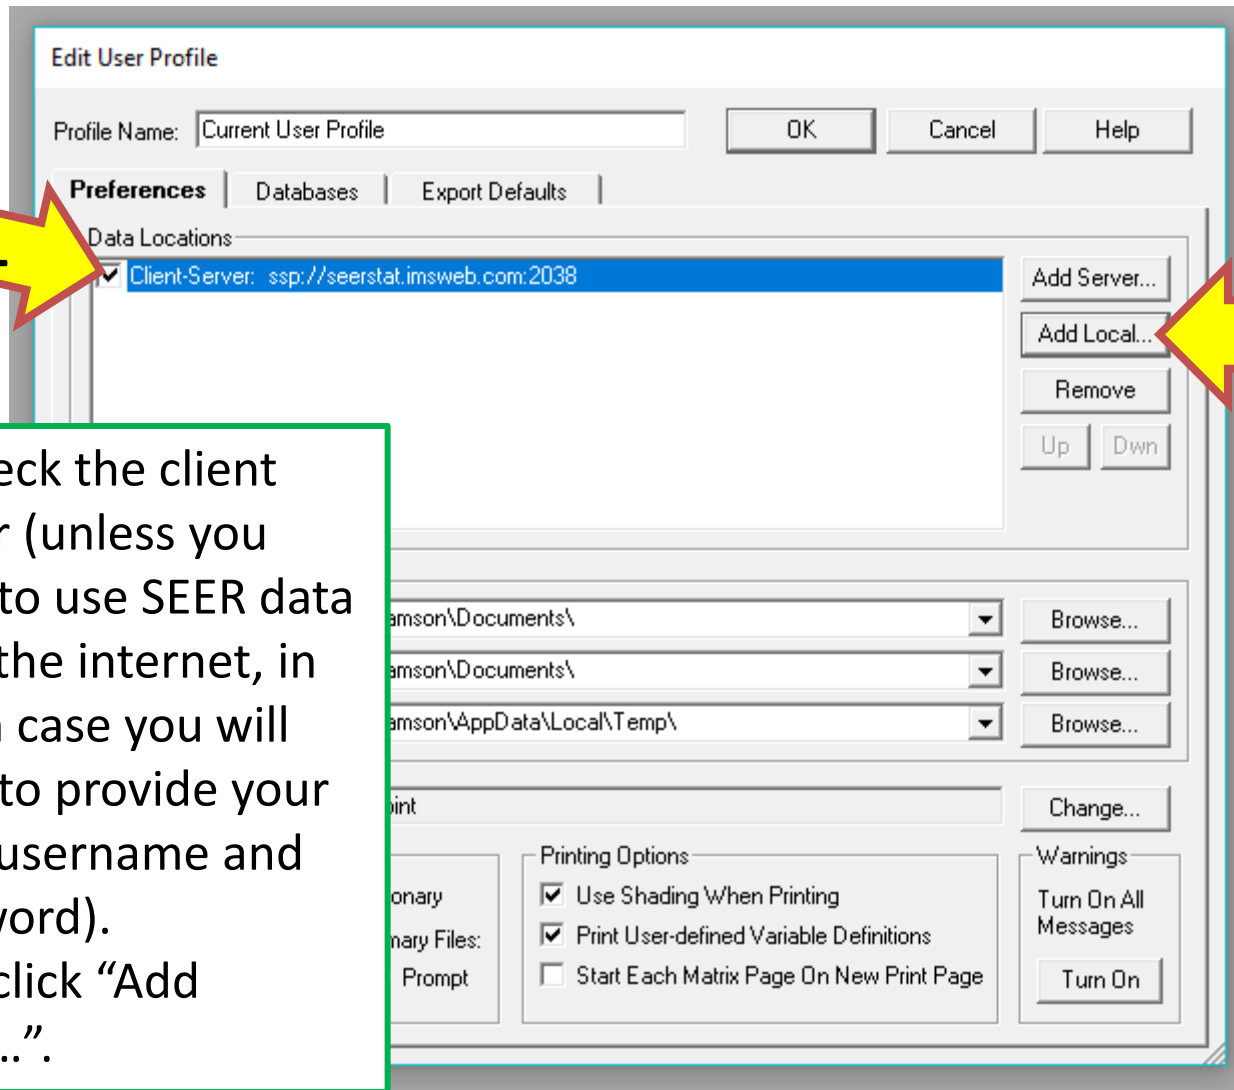 Edit User Profile
Profile Name: Current User Profile OK Cancel Help
Preferences Databases Export Defaults
Data Locations
Client-Server: ssp://seerstat.imsweb.com:2038
Add Server...
Add Local...
Remove
Up Dwn
eck the client
r (unless you
to use SEER data
the internet, in
case you will
to provide your
username and
word).
click “Add
...”.
amson\Documents\ Browse...
amson\Documents\ Browse...
amson\AppData\Local\Temp\ Browse...
oint Change...
onary
mary Files:
Prompt
Printing Options
Use Shading When Printing
Print User-defined Variable Definitions
Start Each Matrix Page On New Print Page
Warnings
Turn On All
Messages
Turn On